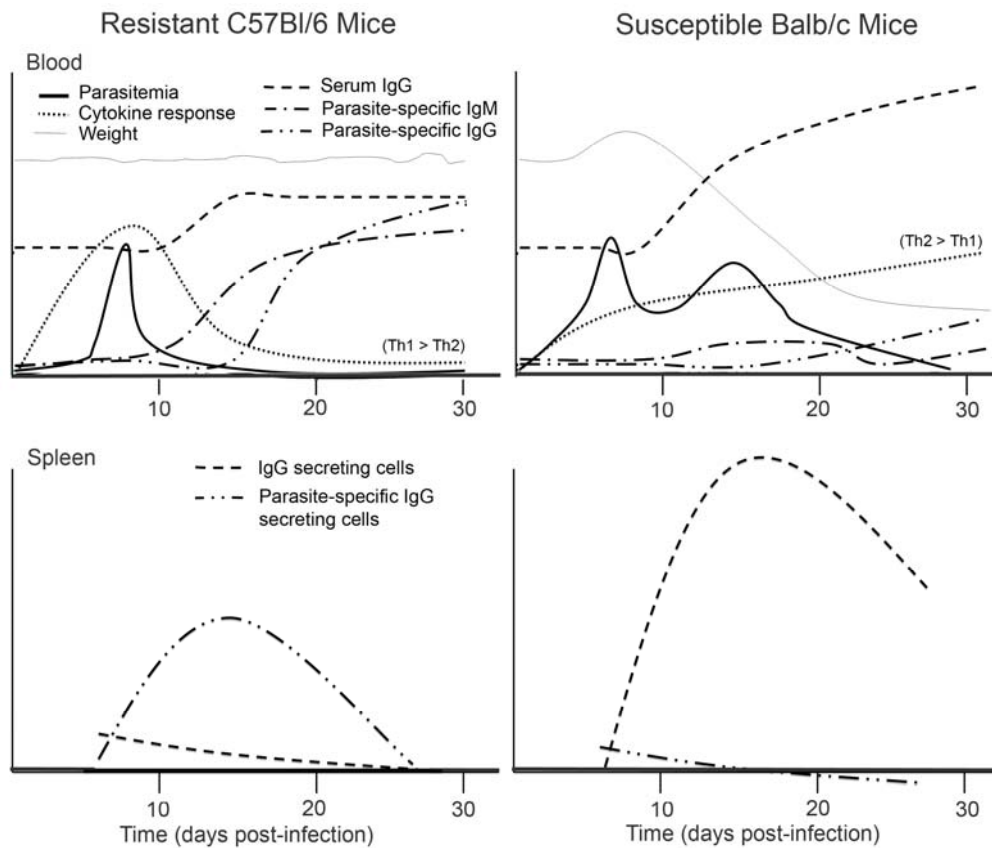 Resistant C57Bl/6 Mice
Susceptible Balb/c Mice
Blood
Parasitemia
Cytokine response
Weight
Serum IgG
Parasite-specific IgM
Parasite-specific IgG
(Th1 > Th2)
(Th2 > Th1)
10
20
30
10
20
30
Spleen
IgG secreting cells
Parasite-specific IgG
secreting cells
10
20
30
Time (days post-infection)
10
20
30
Time (days post-infection)